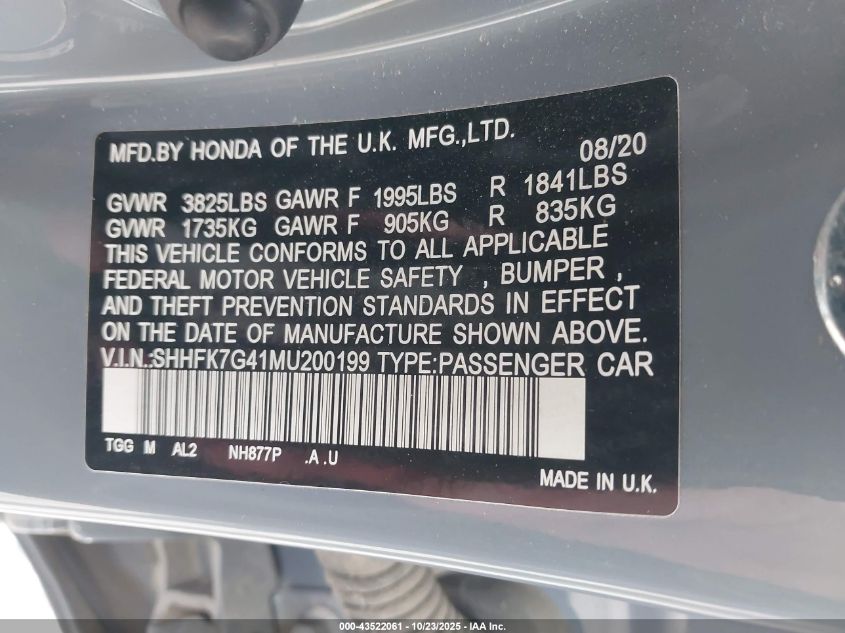 MFD.BY HONDA OF THE U.K. MFG.,LTD. 08/20
GVWR 3825LBS GAWR F 1995LBS R 1841LBS
GVWR 1735KG GAWR F 905KG R 835KG
THIS VEHICLE CONFORMS TO ALL APPLICABLE
FEDERAL MOTOR VEHICLE SAFETY , BUMPER ,
AND THEFT PREVENTION STANDARDS IN EFFECT
ON THE DATE OF MANUFACTURE SHOWN ABOVE.
V.I.N.:SHHFK7G41MU200199 TYPE:PASSENGER CAR
TGG M AL2 NH877P .A .U
MADE IN U.K.
000-43522061 - 10/23/2025 - IAA Inc.